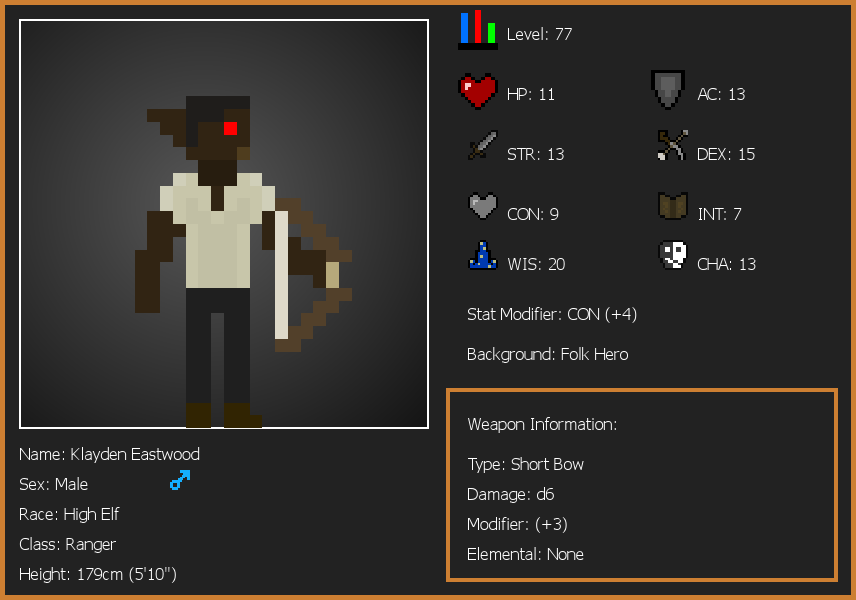 Level: 77
HP: 11
AC: 13
STR: 13
DEX: 15
CON: 9
INT: 7
WIS: 20
CHA: 13
Stat Modifier: CON (+4)
Background: Folk Hero
Weapon Information:
Type: Short Bow
Damage: d6
Modifier: (+3)
Elemental: None
Name: Klayden Eastwood
Sex: Male
Race: High Elf
Class: Ranger
Height: 179cm (5'10")